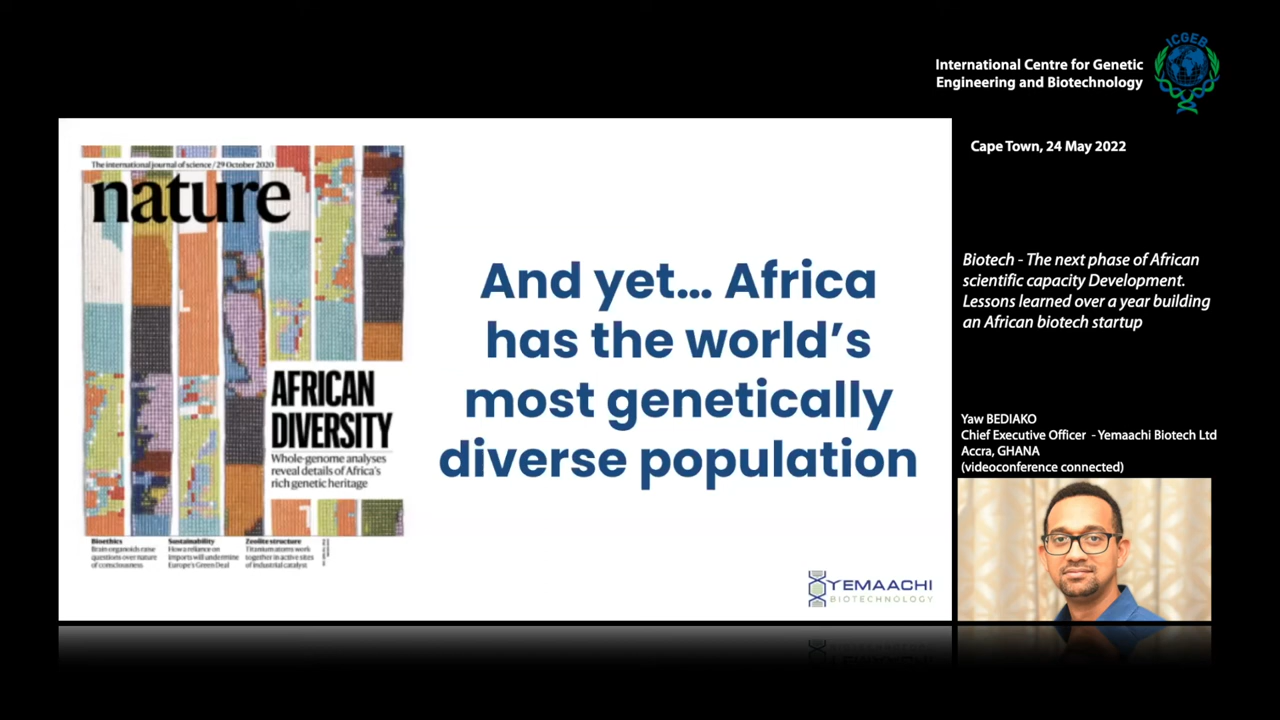 ICGEB
International Centre for Genetic
Engineering and Biotechnology
Cape Town, 24 May 2022
The international journal of science / 29 October 2020
nature
AFRICAN
DIVERSITY
Whole-genome analyses
reveal details of Africa's
rich genetic heritage
Bioethics
Brain organoids raise
questions over nature
of consciousness
Sustainability
How a reliance on
imports will undermine
Europe's Green Deal
Zeolite structure
Titanium atoms work
together in active sites
of industrial catalyst
And yet... Africa
has the world's
most genetically
diverse population
YEMAACHI
BIOTECHNOLOGY
Biotech - The next phase of African
scientific capacity Development.
Lessons learned over a year building
an African biotech startup
Yaw BEDIAKO
Chief Executive Officer - Yemaachi Biotech Ltd
Accra, GHANA
(videoconference connected)